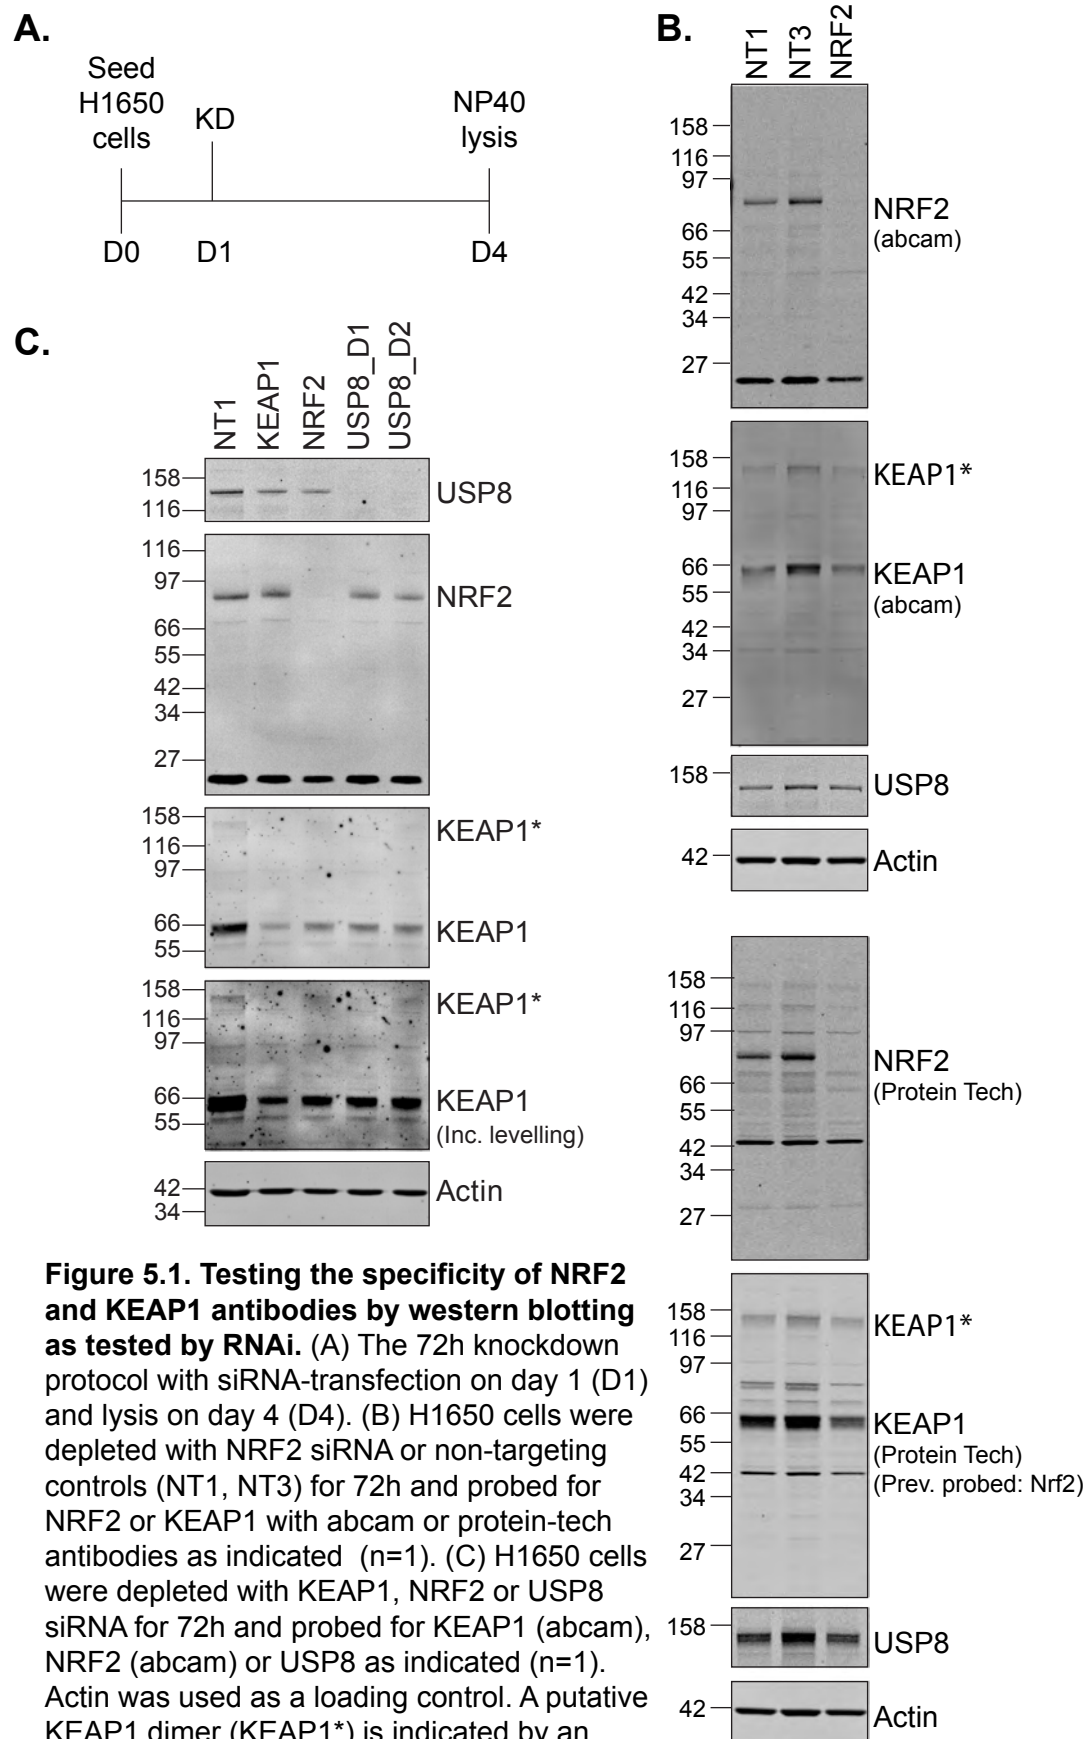 A.
Seed
H1650
cells
KD
NP40
lysis
D0
D1
D4
B.
NT1
NT3
NRF2
158
116
97
66
55
42
34
27
NRF2
(abcam)
158
116
97
66
55
42
34
27
KEAP1*
KEAP1
(abcam)
158
USP8
42
Actin
158
116
97
66
55
42
34
27
NRF2
(Protein Tech)
158
116
97
66
55
42
34
27
KEAP1*
KEAP1
(Protein Tech)
(Prev. probed: Nrf2)
158
USP8
42
Actin
C.
NT1
KEAP1
NRF2
USP8_D1
USP8_D2
158
116
USP8
116
97
66
55
42
34
27
NRF2
158
116
97
66
55
KEAP1*
KEAP1
158
116
97
66
55
KEAP1*
KEAP1
(Inc. levelling)
42
34
Actin
Figure 5.1. Testing the specificity of NRF2
and KEAP1 antibodies by western blotting
as tested by RNAi. (A) The 72h knockdown
protocol with siRNA-transfection on day 1 (D1)
and lysis on day 4 (D4). (B) H1650 cells were
depleted with NRF2 siRNA or non-targeting
controls (NT1, NT3) for 72h and probed for
NRF2 or KEAP1 with abcam or protein-tech
antibodies as indicated (n=1). (C) H1650 cells
were depleted with KEAP1, NRF2 or USP8
siRNA for 72h and probed for KEAP1 (abcam),
NRF2 (abcam) or USP8 as indicated (n=1).
Actin was used as a loading control. A putative
KEAP1 dimer (KEAP1*) is indicated by an